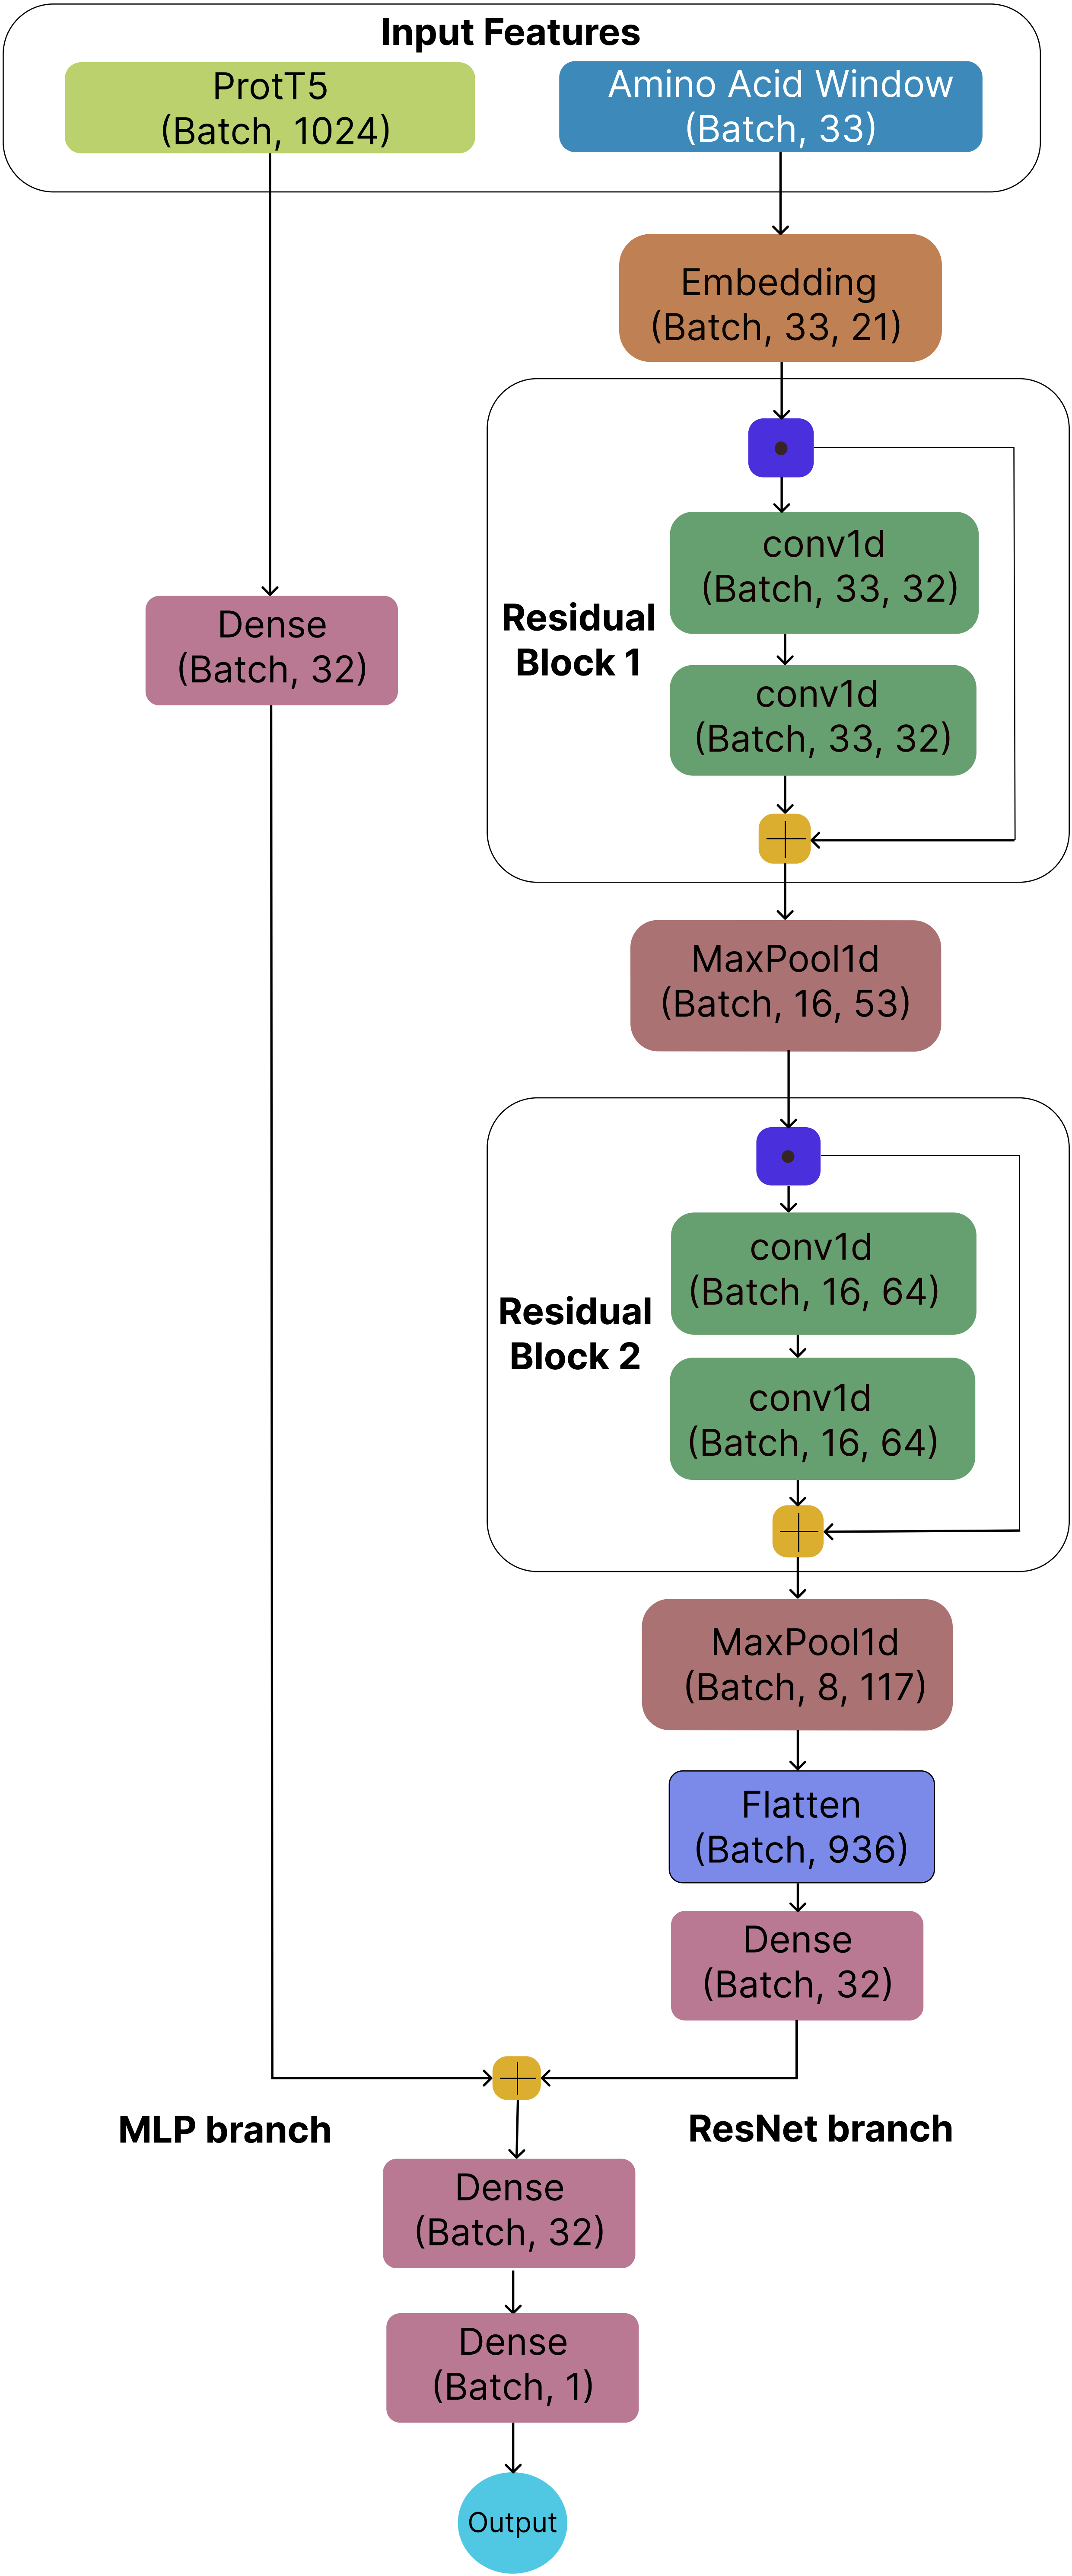 Input Features
ProtT5
(Batch, 1024)
Amino Acid Window
(Batch, 33)
Embedding
(Batch, 33, 21)
conv1d
(Batch, 33, 32)
Residual
Block 1
Dense
(Batch, 32)
conv1d
(Batch, 33, 32)
MaxPool1d
(Batch, 16, 53)
conv1d
(Batch, 16, 64)
Residual
Block 2
conv1d
(Batch, 16, 64)
MaxPool1d
(Batch, 8, 117)
Flatten
(Batch, 936)
Dense
(Batch, 32)
MLP branch
ResNet branch
Dense
(Batch, 32)
Dense
(Batch, 1)
Output